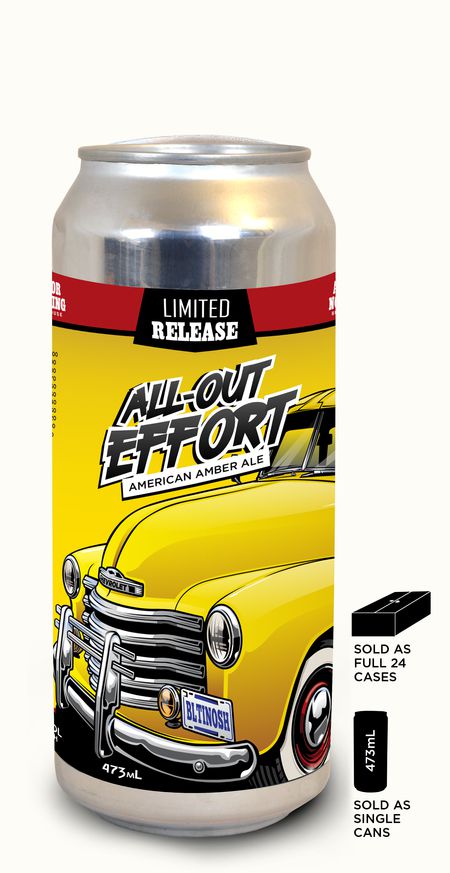 LIMITED
RELEASE
ALL-OUT
EFFORT
AMERICAN AMBER ALE
CHEVROLET
BLTINOSH
473mL
SOLD AS
FULL 24
CASES
473mL
SOLD AS
SINGLE
CANS